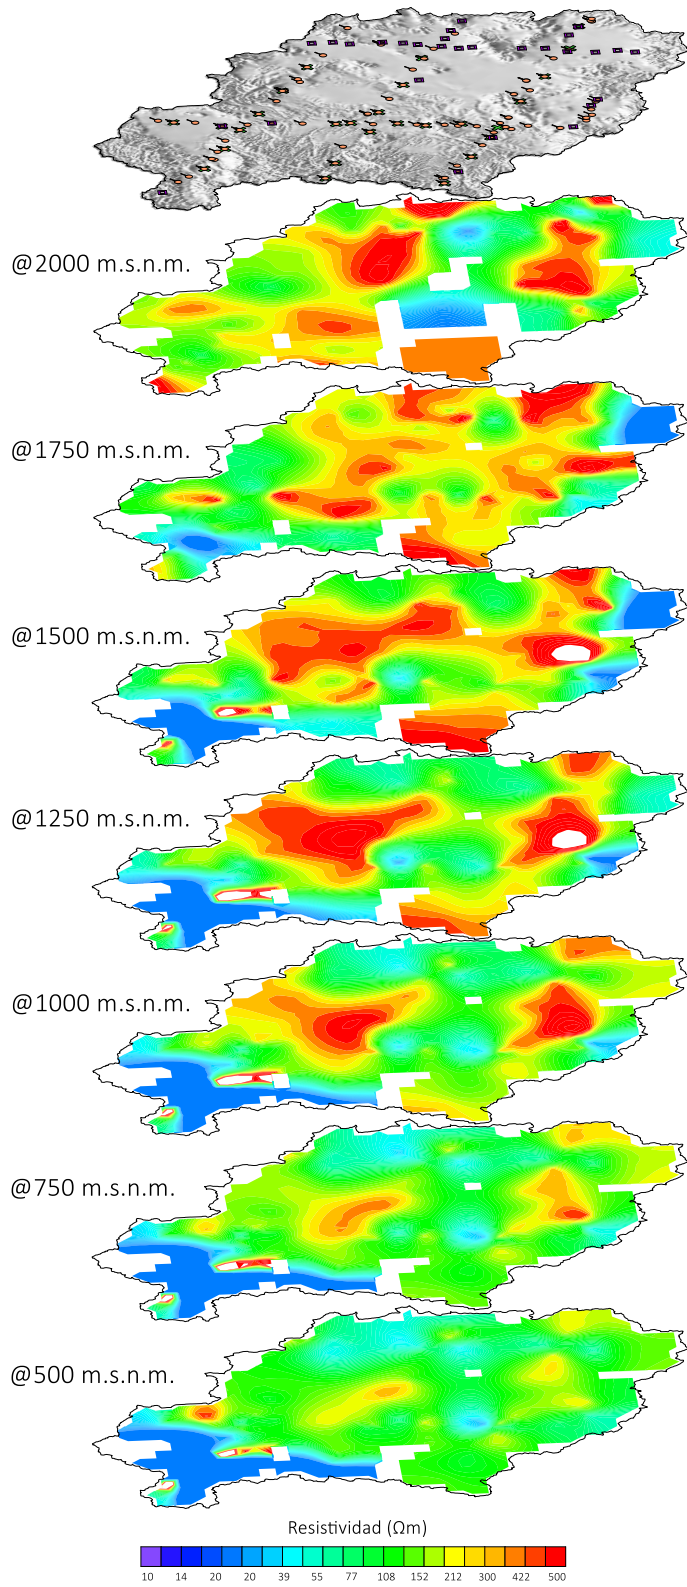 @2000 m.s.n.m.
@1750 m.s.n.m.
@1500 m.s.n.m.
@1250 m.s.n.m.
@1000 m.s.n.m.
@750 m.s.n.m.
@500 m.s.n.m.
Resistividad (Ωm)
10 14 20 20 39 55 77 108 152 212 300 422 500